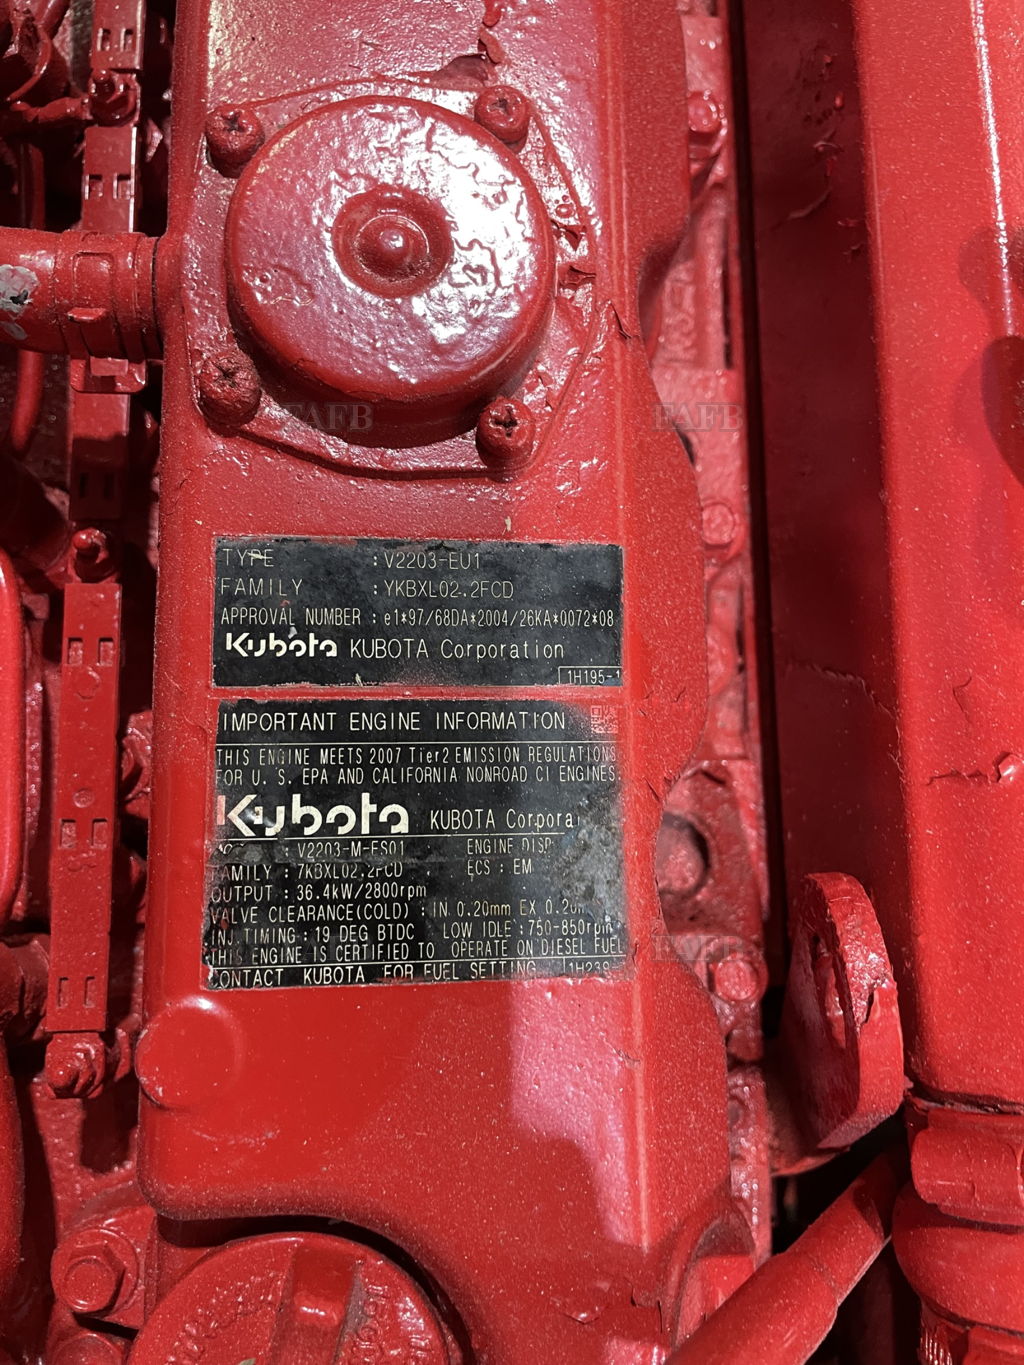 FAFB FAFB
TYPE : V2203-EU1
FAMILY : YKBXL02.2FCD
APPROVAL NUMBER : e1*97/68DA*2004/26KA*0072*08
Kubota KUBOTA Corporation
1H195-1
IMPORTANT ENGINE INFORMATION
THIS ENGINE MEETS 2007 Tier2 EMISSION REGULATIONS
FOR U. S. EPA AND CALIFORNIA NONROAD CI ENGINES.
Kubota KUBOTA
: V2203-M-ES01 ENGINE
FAMILY : 7KBXL02.2FCD ECS : EM
OUTPUT : 36.4kW/2800rpm
VALVE CLEARANCE(COLD) : IN 0.20mm EX
INJ. TIMING : 19 DEG BTDC LOW IDLE : 750-850rpm
THIS ENGINE IS CERTIFIED TO OPERATE ON DIESEL FUEL
CONTACT KUBOTA FOR FUEL SETTING 1H239
FAFB